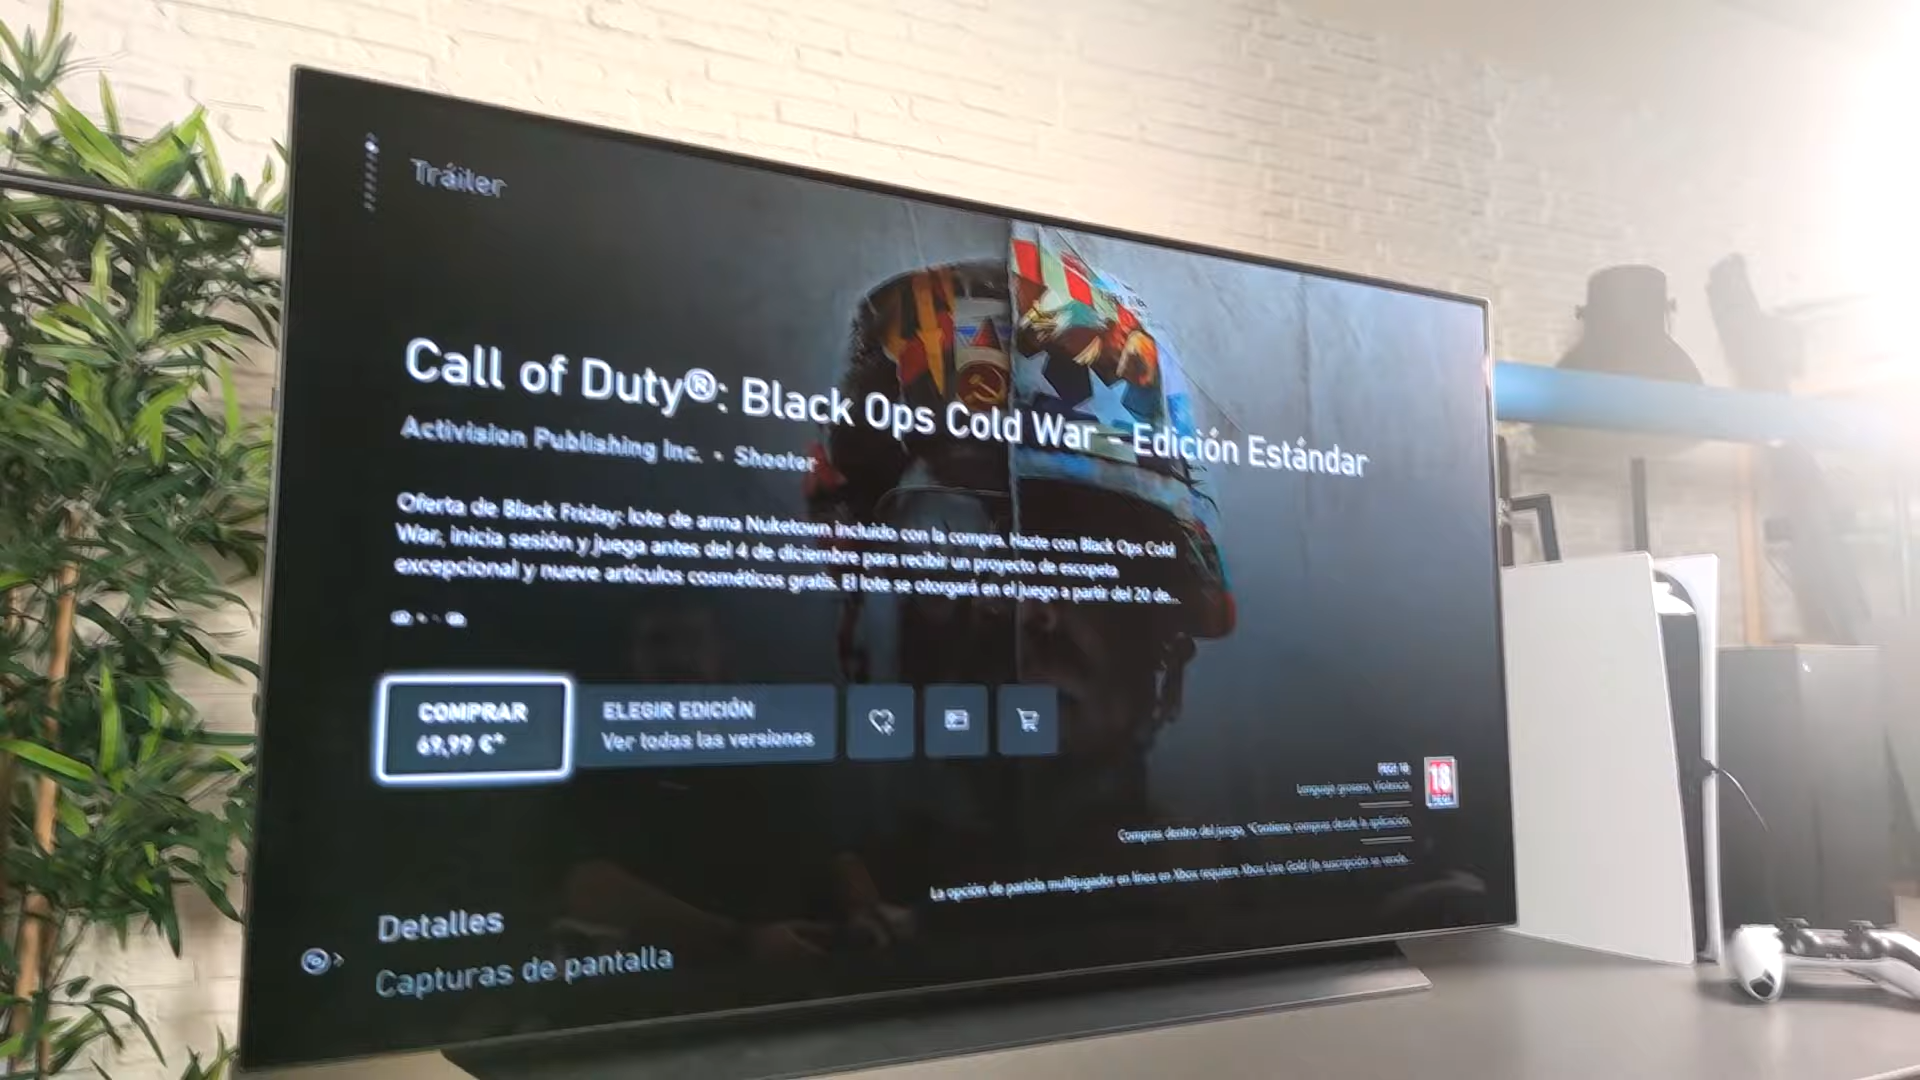 Tráiler
Call of Duty®: Black Ops Cold War - Edición Estándar
Activision Publishing Inc. • Shooter
Oferta de Black Friday: lote de arma Nuketown incluido con la compra. Hazte con Black Ops Cold
War, inicia sesión y juega antes del 4 de diciembre para recibir un proyecto de escopeta
excepcional y nueve artículos cosméticos gratis. El lote se otorgará en el juego a partir del 20 de...
COMPRAR
69,99 €+
ELEGIR EDICIÓN
Ver todas las versiones
PEGI 18
Lenguaje grosero, Violencia
18
Compras dentro del juego, *Contiene compras desde la aplicación.
La opción de partida multijugador en línea en Xbox requiere Xbox Live Gold (la suscripción se vende...
Detalles
Capturas de pantalla